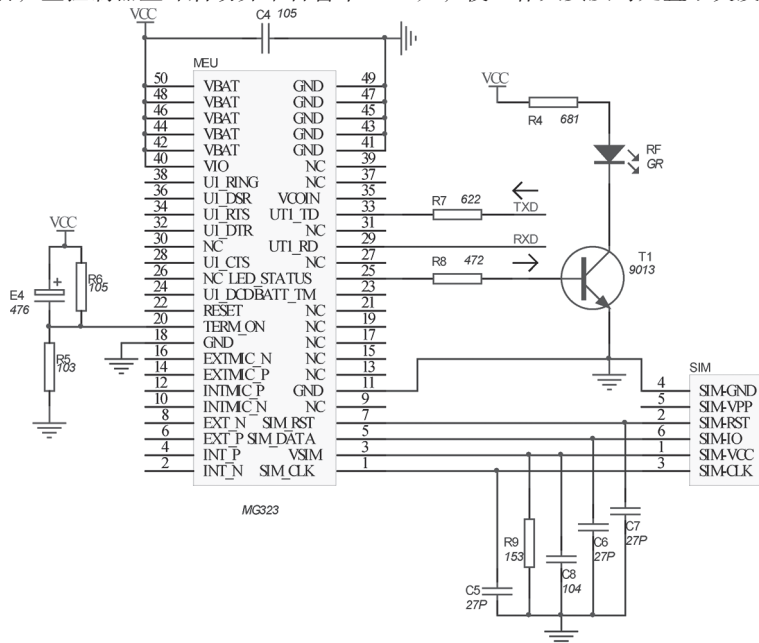 VCC
C4 105
MEU
50 VBAT GND 49
48 VBAT GND 47
46 VBAT GND 45
44 VBAT GND 43
42 VBAT GND 41
40 VIO NC 39
38 U1_RING NC 37
36 U1_DSR VCOIN 35
34 U1_RTS UT1_TD 33
32 U1_DTR NC 31
30 NC UT1_RD 29
28 U1_CTS NC 27
26 NC LED_STATUS 25
24 U1_DCDBATT_TM 23
22 RESET NC 21
20 TERM_ON NC 19
18 GND NC 17
16 EXTMIC_N NC 15
14 EXTMIC_P NC 13
12 INTMIC_P GND 11
10 INTMIC_N NC 9
8 EXT_N SIM_RST 7
6 EXT_P SIM_DATA 5
4 INT_P VSIM 3
2 INT_N SIM_CLK 1
MG323
VCC
E4
476
R6
105
R5
103
VCC
R4 681
RF
GR
R7 622
TXD
RXD
R8 472
T1
9013
SIM
4 SIM-GND
5 SIM-VPP
2 SIM-RST
6 SIM-IO
1 SIM-VCC
3 SIM-CLK
R9
153
C5
27P
C8
104
C6
27P
C7
27P